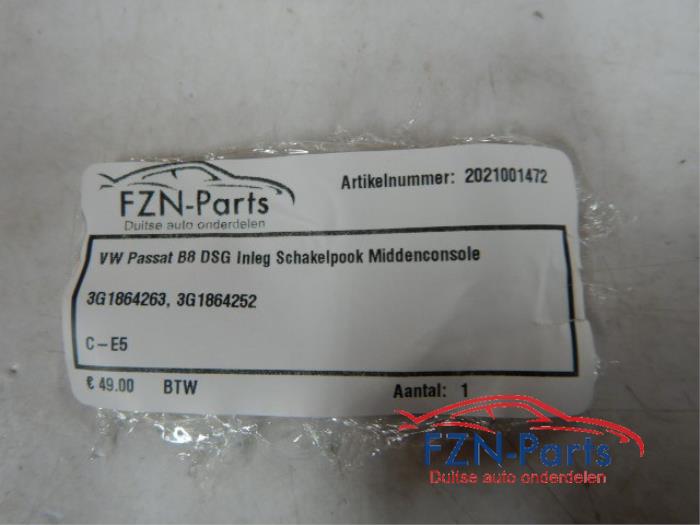 FZN-Parts
Duitse auto onderdelen
Artikelnummer: 2021001472
VW Passat B8 DSG Inleg Schakelpook Middenconsole
3G1864263, 3G1864252
C-E5
€ 49.00 BTW Aantal: 1
FZN-Parts
Duitse auto onderdelen